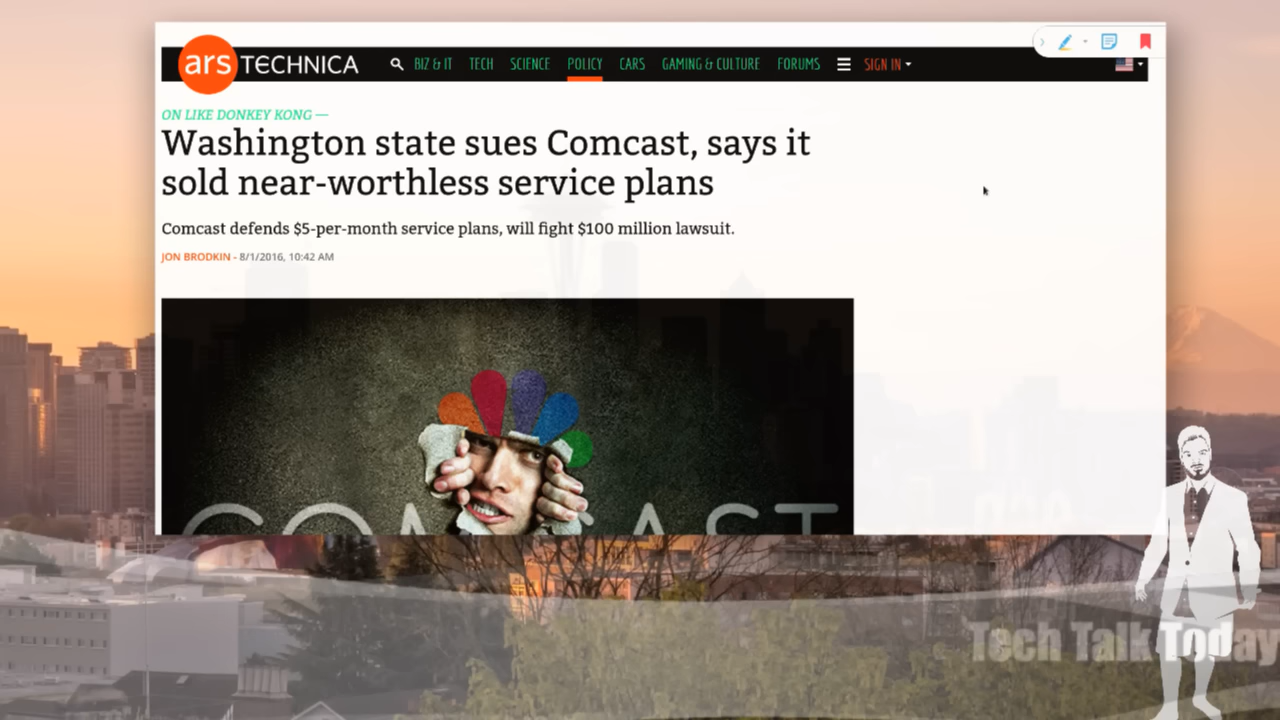 ars TECHNICA
BIZ & IT TECH SCIENCE POLICY CARS GAMING & CULTURE FORUMS SIGN IN
ON LIKE DONKEY KONG —
Washington state sues Comcast, says it
sold near-worthless service plans
Comcast defends $5-per-month service plans, will fight $100 million lawsuit.
JON BRODKIN - 8/1/2016, 10:42 AM
COMCAST
Tech Talk Today